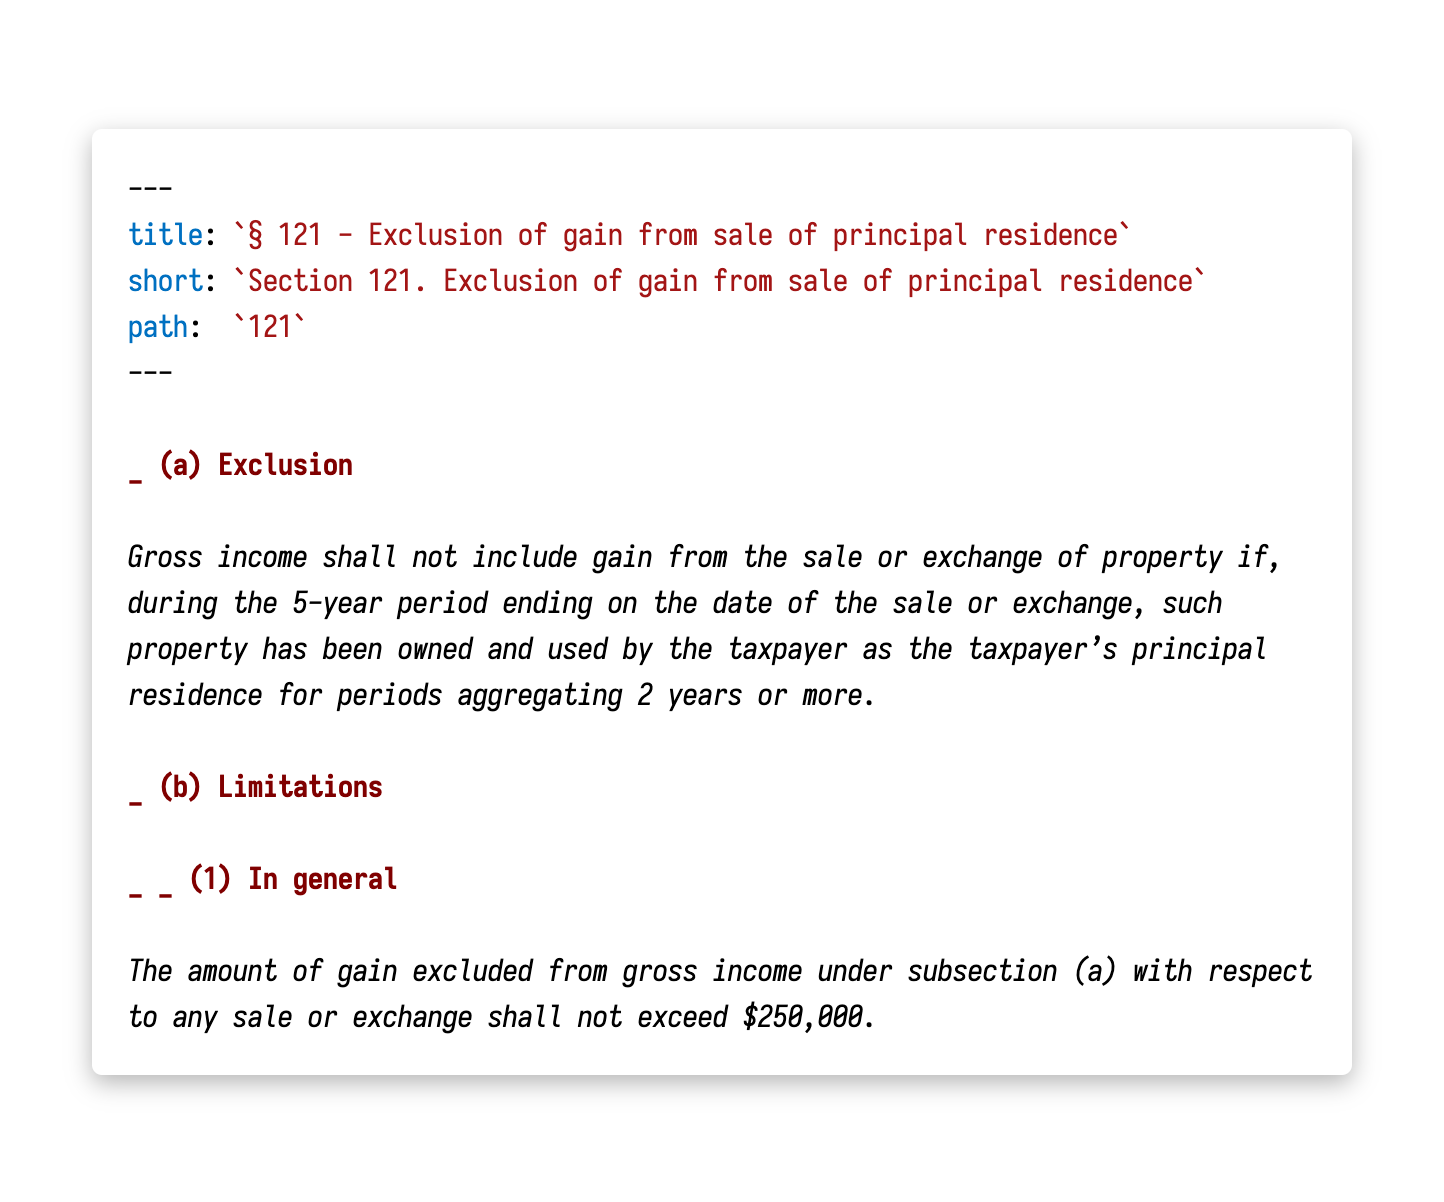 ---
title: `§ 121 - Exclusion of gain from sale of principal residence`
short: `Section 121. Exclusion of gain from sale of principal residence`
path:  `121`
---
_ (a) Exclusion
Gross income shall not include gain from the sale or exchange of property if,
during the 5-year period ending on the date of the sale or exchange, such
property has been owned and used by the taxpayer as the taxpayer’s principal
residence for periods aggregating 2 years or more.
_ (b) Limitations
_ _ (1) In general
The amount of gain excluded from gross income under subsection (a) with respect
to any sale or exchange shall not exceed $250,000.